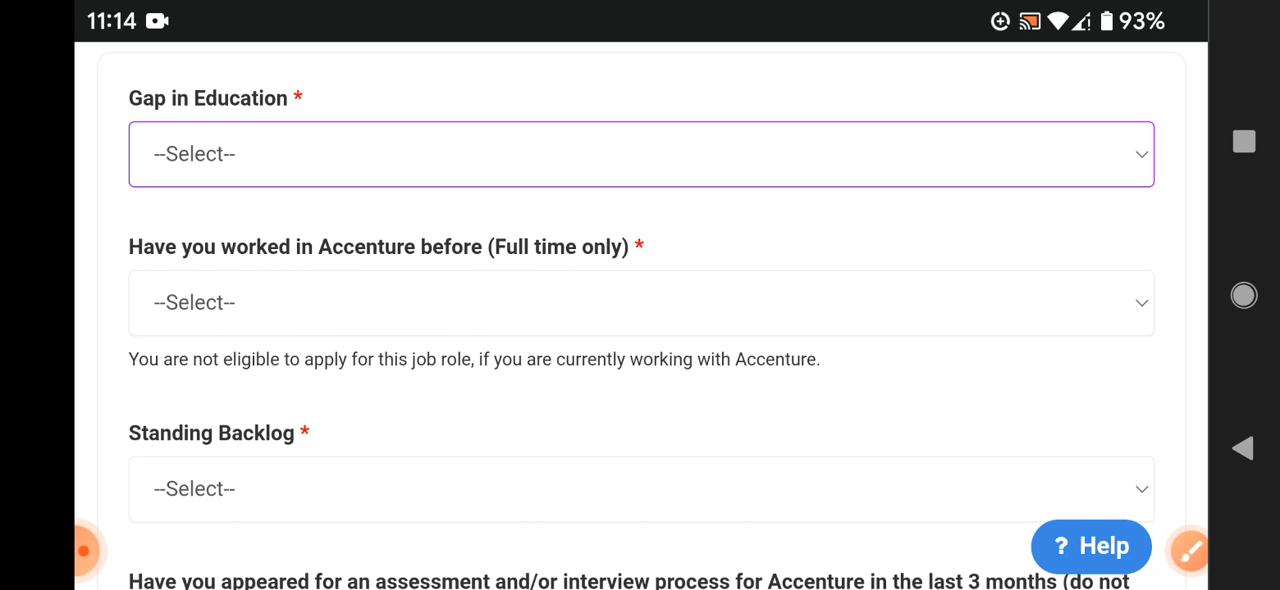 11:14
93%
Gap in Education *
--Select--
Have you worked in Accenture before (Full time only) *
--Select--
You are not eligible to apply for this job role, if you are currently working with Accenture.
Standing Backlog *
--Select--
? Help
Have you appeared for an assessment and/or interview process for Accenture in the last 3 months (do not